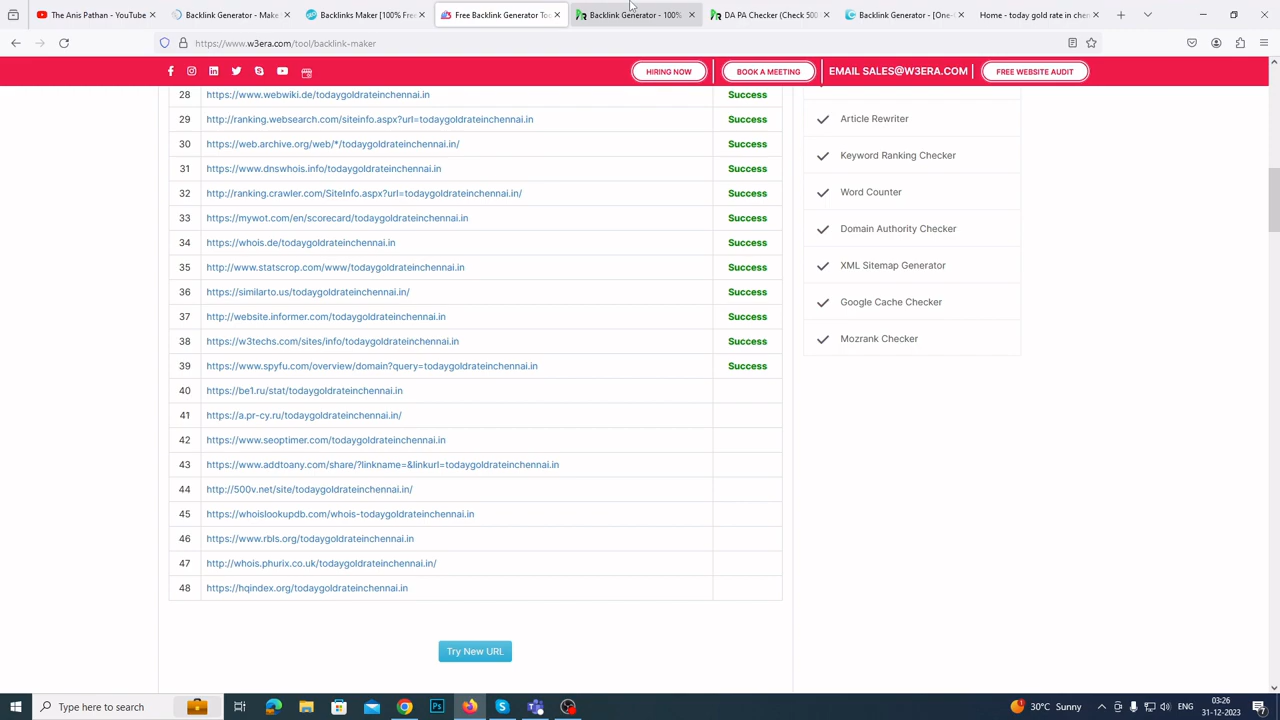 The Anis Pathan - YouTube
Backlink Generator - Make
Backlinks Maker [100% Free
Free Backlink Generator Too
Backlink Generator - 100%
DA PA Checker (Check 500
Backlink Generator - [One-C
Home - today gold rate in chen
https://www.w3era.com/tool/backlink-maker
HIRING NOW
BOOK A MEETING
EMAIL SALES@W3ERA.COM
FREE WEBSITE AUDIT
28 https://www.webwiki.de/todaygoldrateinchennai.in Success
29 http://ranking.websearch.com/siteinfo.aspx?url=todaygoldrateinchennai.in Success
30 https://web.archive.org/web/*/todaygoldrateinchennai.in/ Success
31 https://www.dnswhois.info/todaygoldrateinchennai.in Success
32 http://ranking.crawler.com/SiteInfo.aspx?url=todaygoldrateinchennai.in/ Success
33 https://mywot.com/en/scorecard/todaygoldrateinchennai.in Success
34 https://whois.de/todaygoldrateinchennai.in Success
35 http://www.statscrop.com/www/todaygoldrateinchennai.in Success
36 https://similarto.us/todaygoldrateinchennai.in/ Success
37 http://website.informer.com/todaygoldrateinchennai.in Success
38 https://w3techs.com/sites/info/todaygoldrateinchennai.in Success
39 https://www.spyfu.com/overview/domain?query=todaygoldrateinchennai.in Success
40 https://be1.ru/stat/todaygoldrateinchennai.in
41 https://a.pr-cy.ru/todaygoldrateinchennai.in/
42 https://www.seoptimer.com/todaygoldrateinchennai.in
43 https://www.addtoany.com/share/?linkname=&linkurl=todaygoldrateinchennai.in
44 http://500v.net/site/todaygoldrateinchennai.in/
45 https://whoislookupdb.com/whois-todaygoldrateinchennai.in
46 https://www.rbls.org/todaygoldrateinchennai.in
47 http://whois.phurix.co.uk/todaygoldrateinchennai.in/
48 https://hqindex.org/todaygoldrateinchennai.in
Try New URL
Article Rewriter
Keyword Ranking Checker
Word Counter
Domain Authority Checker
XML Sitemap Generator
Google Cache Checker
Mozrank Checker
Type here to search
30°C Sunny
ENG
03:26
31-12-2023
7